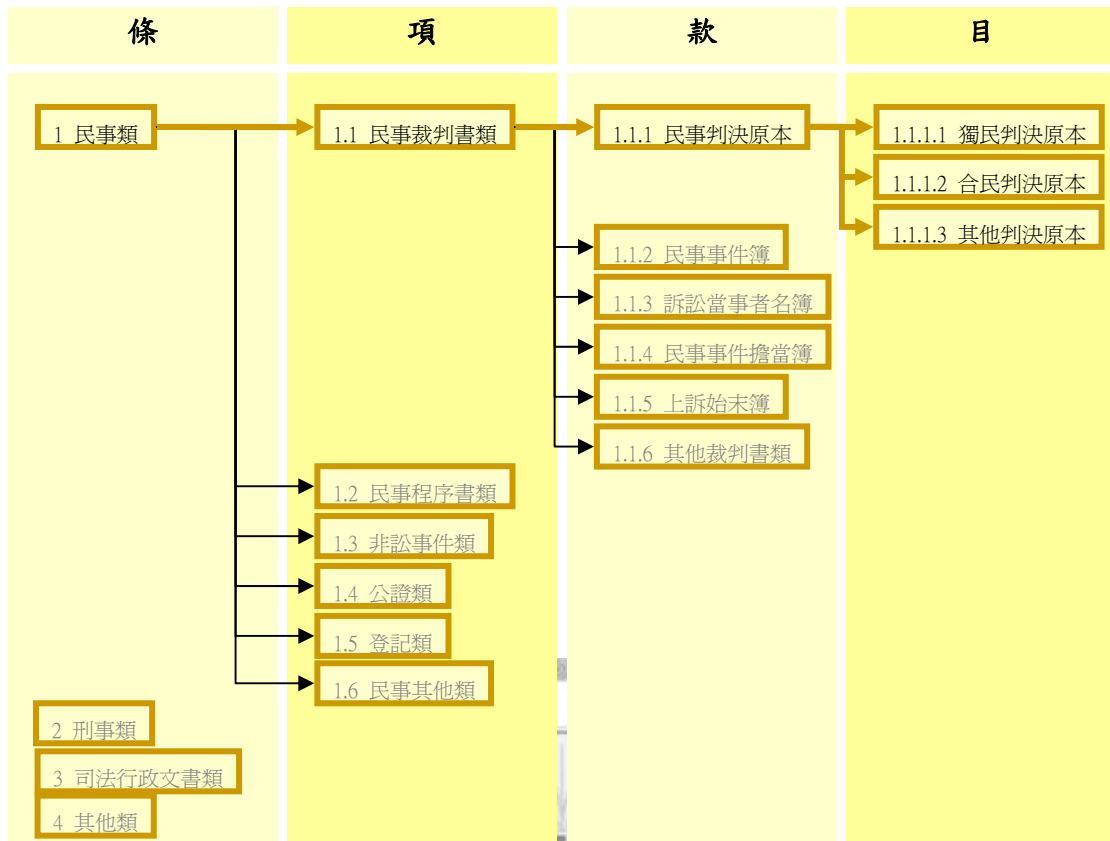 條 項 款 目
1 民事類 1.1 民事裁判書類 1.1.1 民事判決原本 1.1.1.1 獨民判決原本
1.1.1.2 合民判決原本
1.1.1.3 其他判決原本
1.1.2 民事事件簿
1.1.3 訴訟當事者名簿
1.1.4 民事事件擔當簿
1.1.5 上訴始末簿
1.1.6 其他裁判書類
1.2 民事程序書類
1.3 非訟事件類
1.4 公證類
1.5 登記類
1.6 民事其他類
2 刑事類
3 司法行政文書類
4 其他類